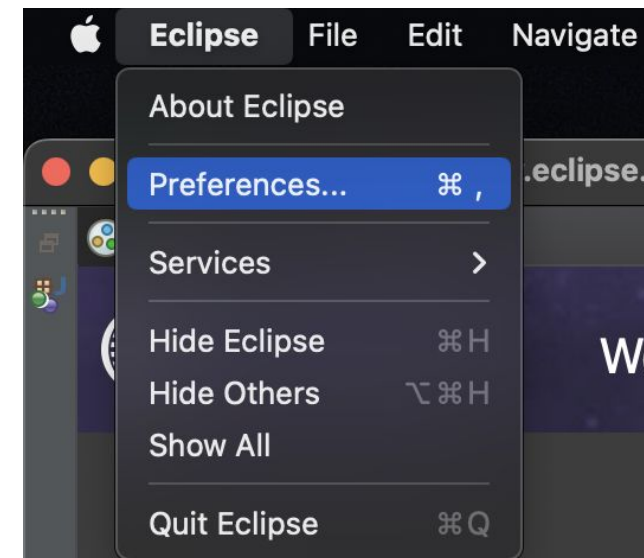 Eclipse File Edit Navigate
About Eclipse
Preferences... ⌘ ,
.eclipse.
Services
Hide Eclipse ⌘ H
Hide Others ⌥ ⌘ H
Show All
Quit Eclipse ⌘ Q